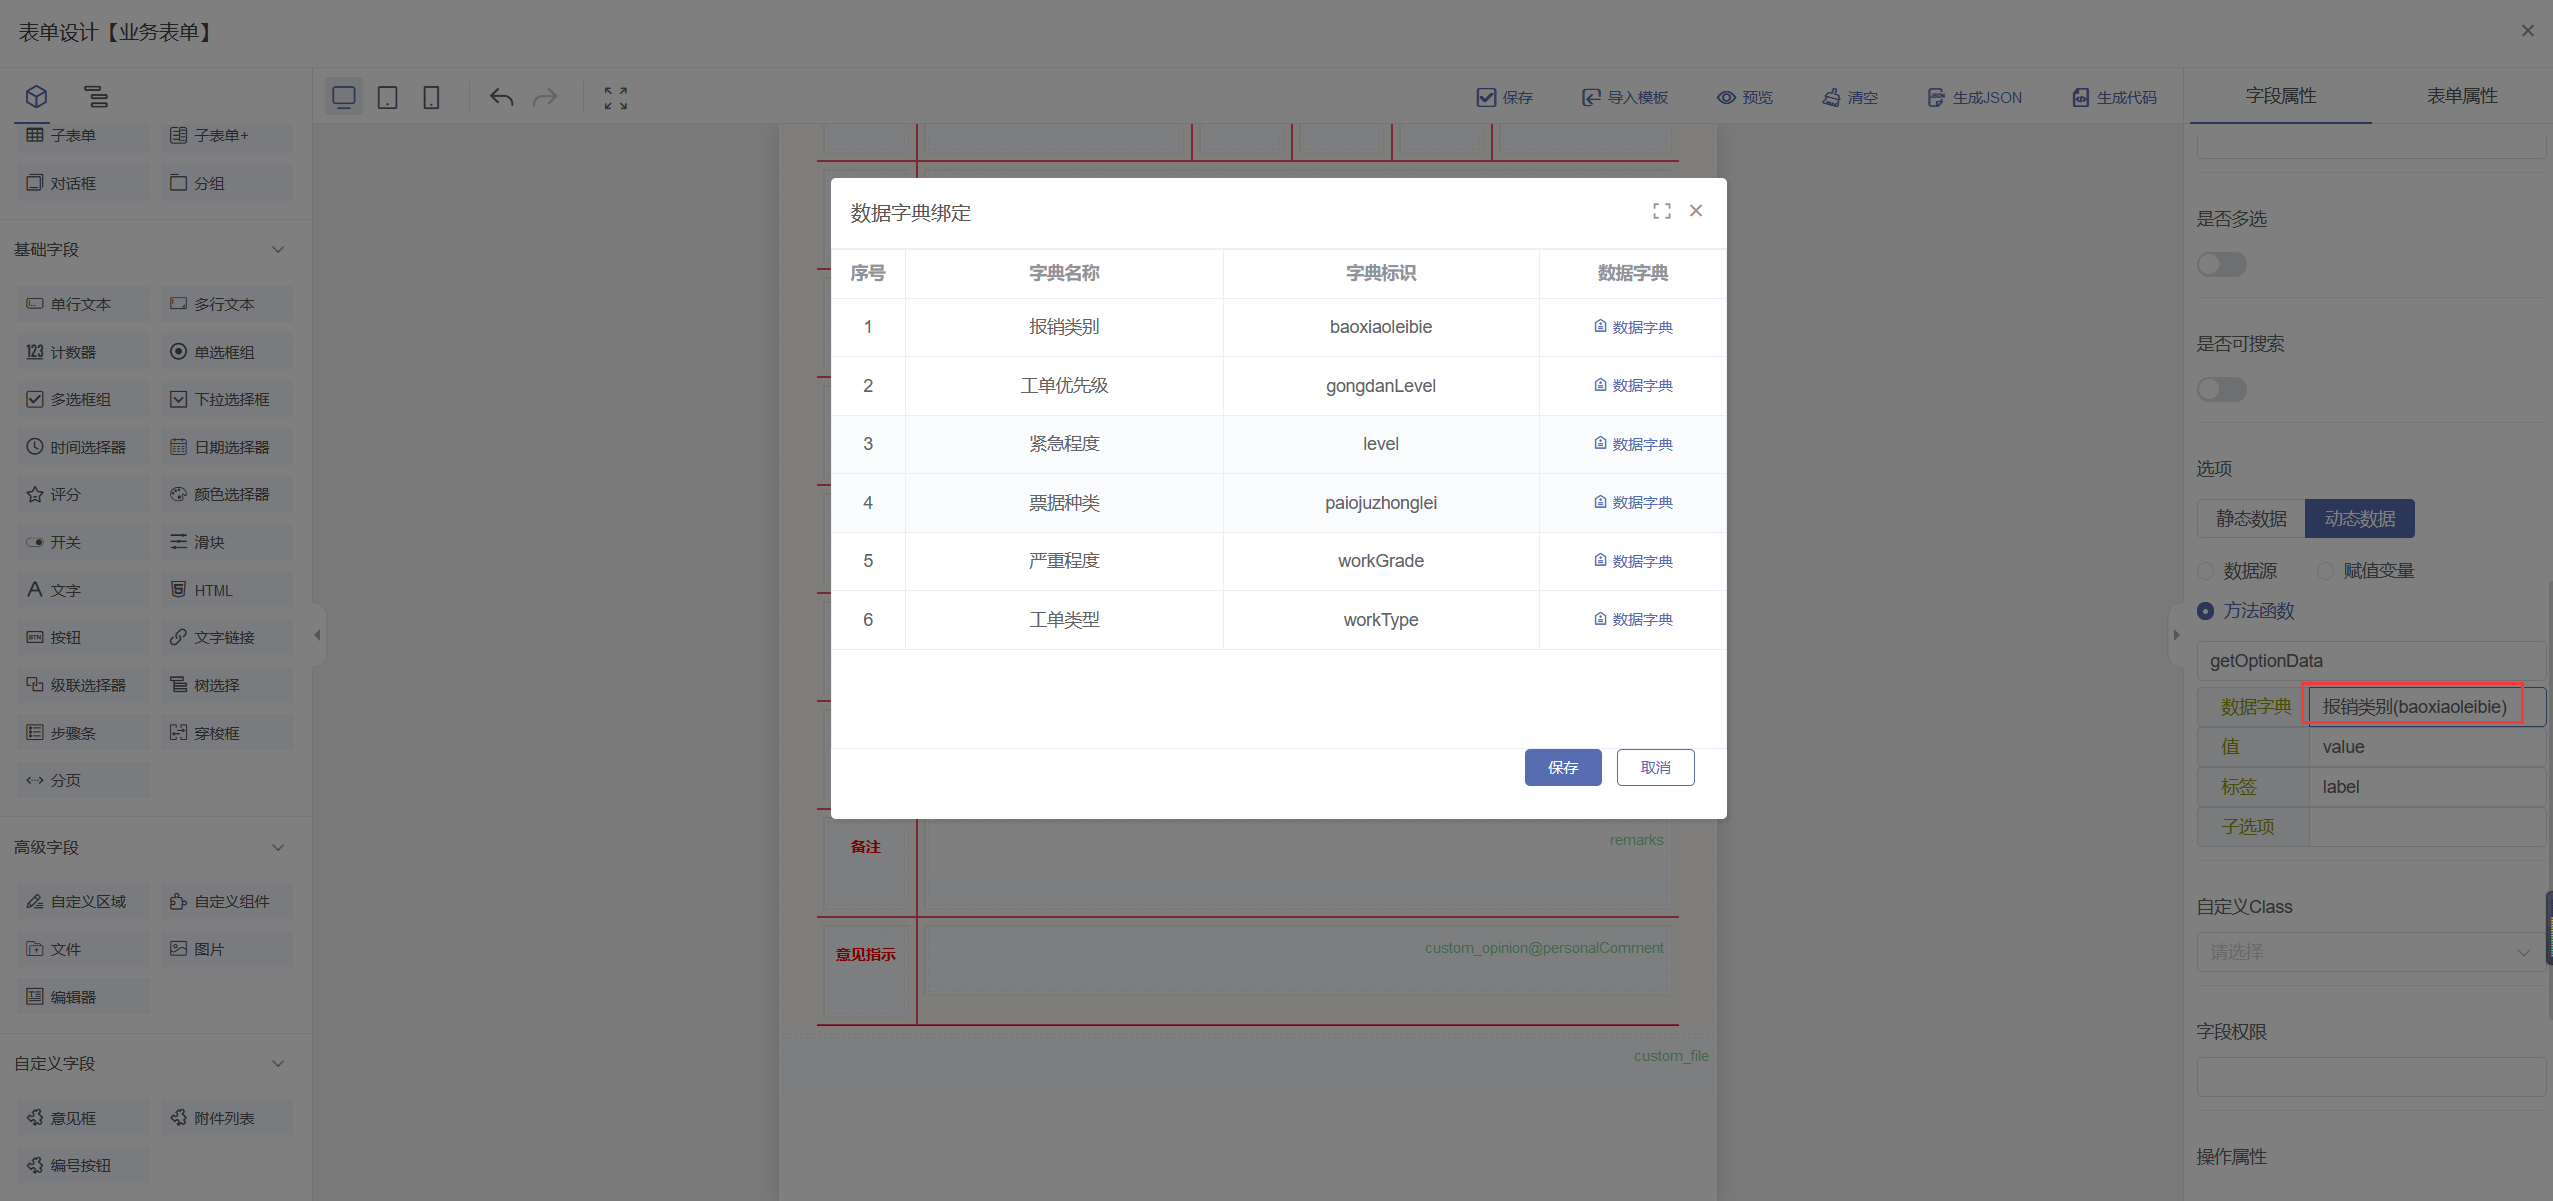 表单设计【业务表单】
保存
导入模板
预览
清空
生成JSON
生成代码
字段属性
表单属性
子表单
子表单+
对话框
分组
基础字段
单行文本
多行文本
123 计数器
单选框组
多选框组
下拉选择框
时间选择器
日期选择器
评分
颜色选择器
开关
滑块
文字
HTML
按钮
文字链接
级联选择器
树选择
步骤条
穿梭框
分页
高级字段
自定义区域
自定义组件
文件
图片
编辑器
自定义字段
意见框
附件列表
编号按钮
数据字典绑定
序号 字典名称 字典标识 数据字典
1 报销类别 baoxiaoleibie 数据字典
2 工单优先级 gongdanLevel 数据字典
3 紧急程度 level 数据字典
4 票据种类 paiojuzhonglei 数据字典
5 严重程度 workGrade 数据字典
6 工单类型 workType 数据字典
保存
取消
备注
remarks
意见指示
custom_opinion@personalComment
custom_file
是否多选
是否可搜索
选项
静态数据 动态数据
数据源 赋值变量
方法函数
getOptionData
数据字典 报销类别(baoxiaoleibie)
值 value
标签 label
子选项
自定义Class
请选择
字段权限
操作属性